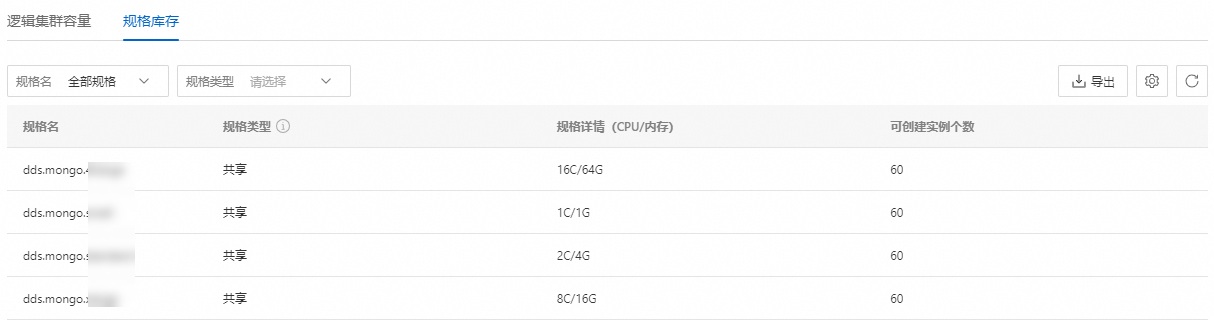 逻辑集群容量 规格库存
规格名 全部规格 规格类型 请选择 导出
规格名 规格类型 规格详情（CPU/内存） 可创建实例个数
dds.mongo. 共享 16C/64G 60
dds.mongo.s 共享 1C/1G 60
dds.mongo.s 共享 2C/4G 60
dds.mongo. 共享 8C/16G 60